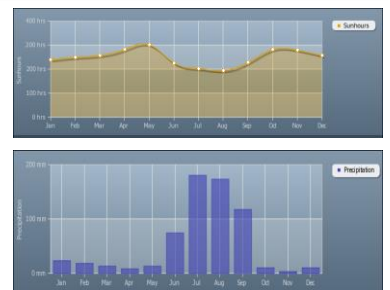 400 hrs
Sunhours
300 hrs
200 hrs
100 hrs
0 hrs
Sunhours
Jan Feb Mar Apr May Jun Jul Aug Sep Oct Nov Dec
200 mm
Precipitation
100 mm
0 mm
Precipitation
Jan Feb Mar Apr May Jun Jul Aug Sep Oct Nov Dec